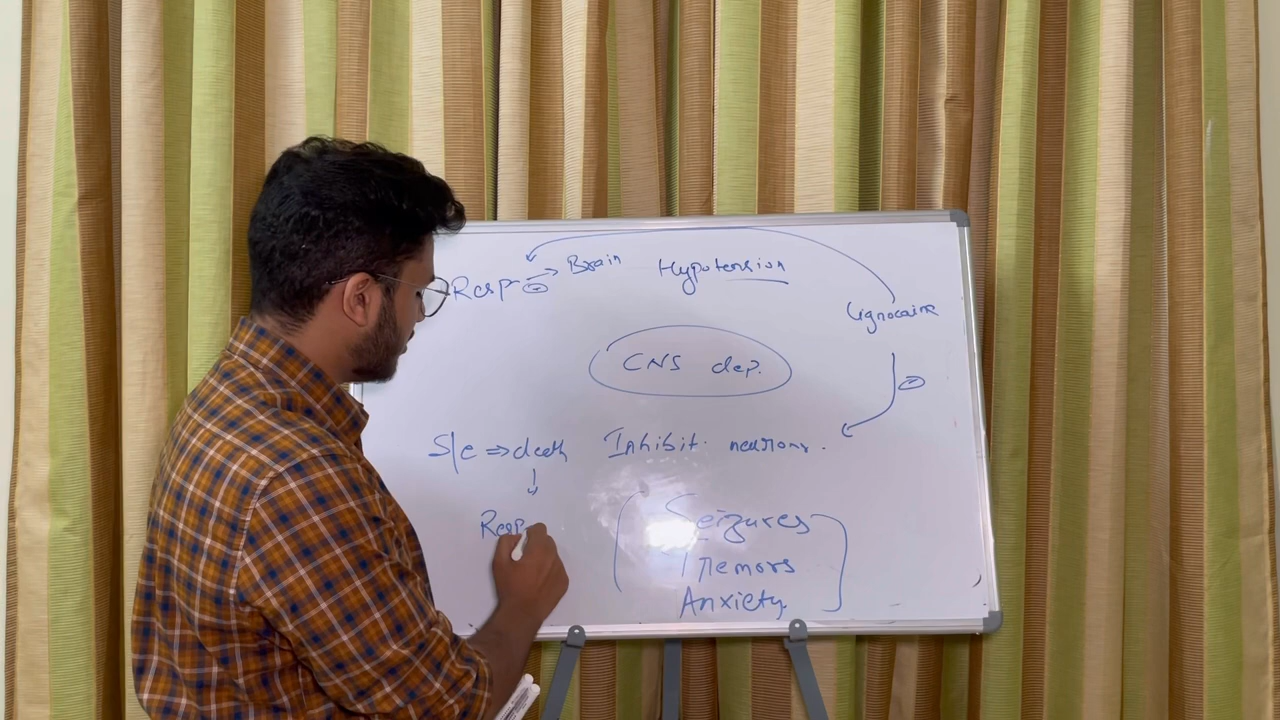 Resp → Brain Hypotension
Lignocaine
CNS dep.
S/e ⇒ death Inhibit. neurons.
Resp
Seizures
Tremors
Anxiety